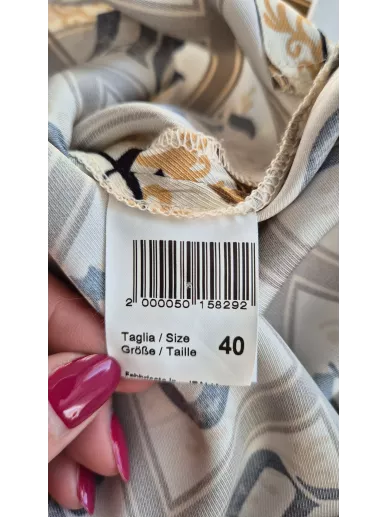 2 000050 158292
Taglia / Size
Größe / Taille
40